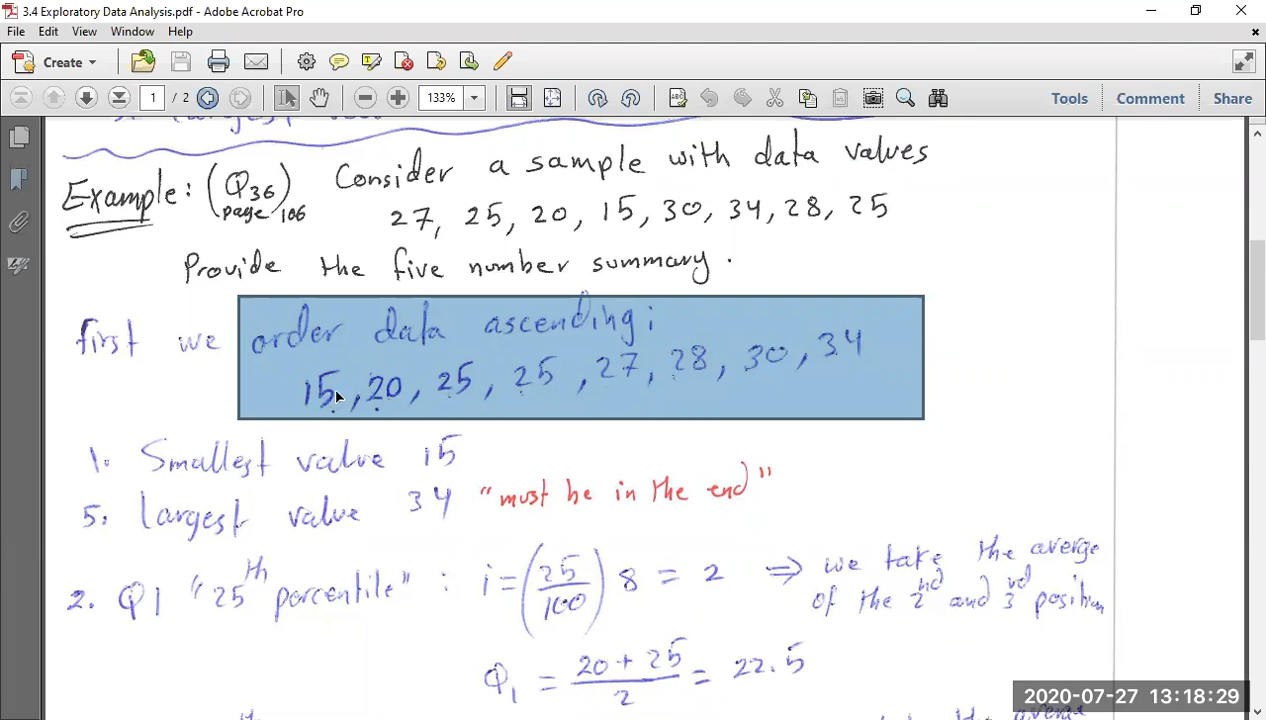 3.4 Exploratory Data Analysis.pdf - Adobe Acrobat Pro
File Edit View Window Help
Create
1 / 2 133% Tools Comment Share
Example: (Q36) Consider a sample with data values
page 106
27, 25, 20, 15, 30, 34, 28, 25
Provide the five number summary.
first we order data ascending:
15, 20, 25, 25, 27, 28, 30, 34
1. Smallest value 15
5. largest value 34 "must be in the end"
2. Q1 "25th percentile" : i = (25/100) 8 = 2 ⇒ we take the averge
of the 2nd and 3rd position
Q1 = 20 + 25 / 2 = 22.5
2020-07-27 13:18:29